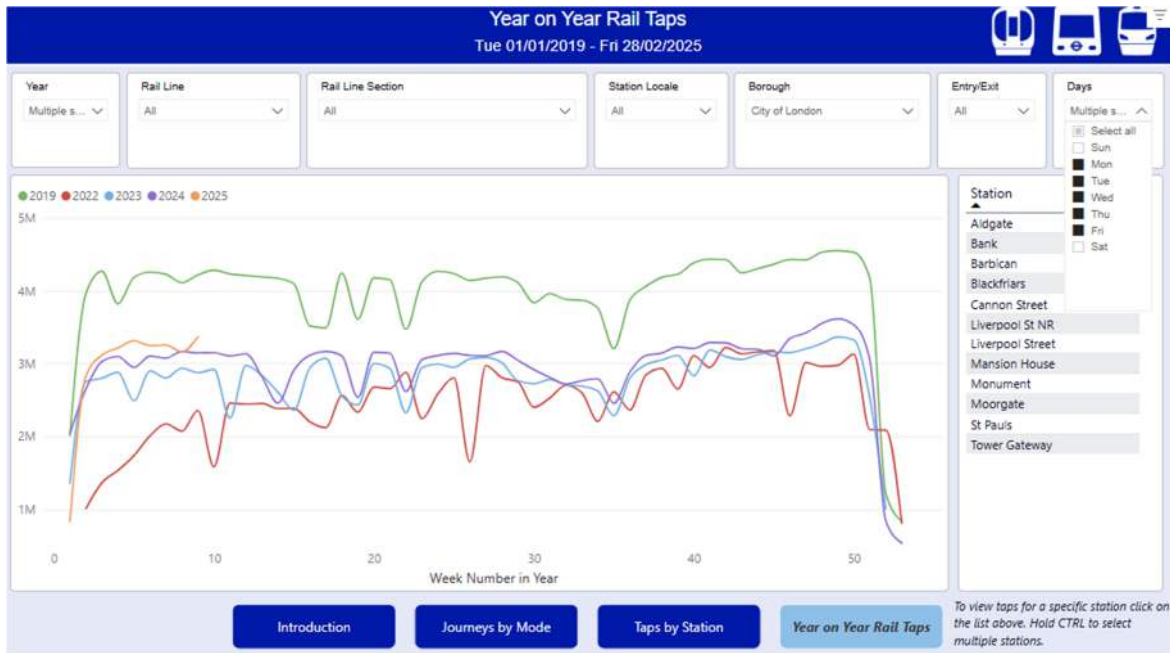 Year on Year Rail Taps
Tue 01/01/2019 - Fri 28/02/2025
Year
Multiple s...
Rail Line
All
Rail Line Section
All
Station Locale
All
Borough
City of London
Entry/Exit
All
Days
Multiple s...
Select all
Sun
Mon
Tue
Wed
Thu
Fri
Sat
2019 2022 2023 2024 2025
5M
4M
3M
2M
1M
0 10 20 30 40 50
Week Number in Year
Station
Aldgate
Bank
Barbican
Blackfriars
Cannon Street
Liverpool St NR
Liverpool Street
Mansion House
Monument
Moorgate
St Pauls
Tower Gateway
Introduction
Journeys by Mode
Taps by Station
Year on Year Rail Taps
To view taps for a specific station click on
the list above. Hold CTRL to select
multiple stations.